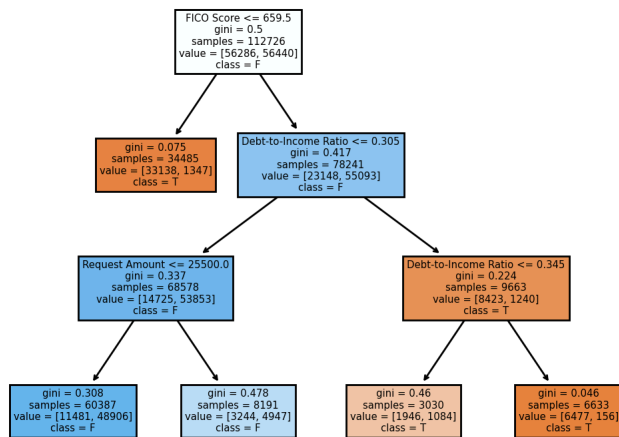 FICO Score <= 659.5
gini = 0.5
samples = 112726
value = [56286, 56440]
class = F
gini = 0.075
samples = 34485
value = [33138, 1347]
class = T
Debt-to-Income Ratio <= 0.305
gini = 0.417
samples = 78241
value = [23148, 55093]
class = F
Request Amount <= 25500.0
gini = 0.337
samples = 68578
value = [14725, 53853]
class = F
Debt-to-Income Ratio <= 0.345
gini = 0.224
samples = 9663
value = [8423, 1240]
class = T
gini = 0.308
samples = 60387
value = [11481, 48906]
class = F
gini = 0.478
samples = 8191
value = [3244, 4947]
class = F
gini = 0.46
samples = 3030
value = [1946, 1084]
class = T
gini = 0.046
samples = 6633
value = [6477, 156]
class = T